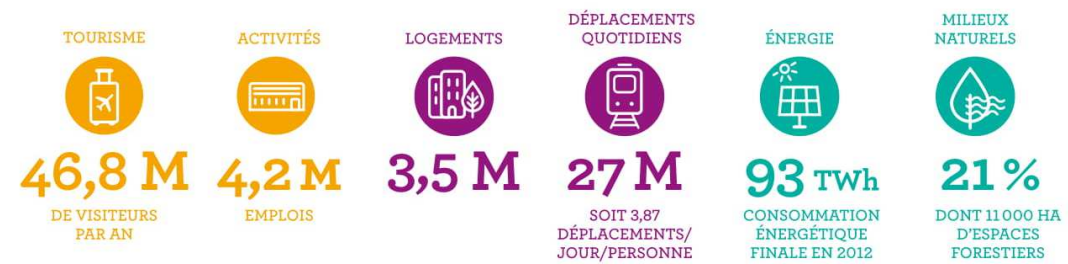 TOURISME
46,8 M
DE VISITEURS
PAR AN
ACTIVITÉS
4,2 M
EMPLOIS
LOGEMENTS
3,5 M
DÉPLACEMENTS
QUOTIDIENS
27 M
SOIT 3,87
DÉPLACEMENTS/
JOUR/PERSONNE
ÉNERGIE
93 TWh
CONSOMMATION
ÉNERGÉTIQUE
FINALE EN 2012
MILIEUX
NATURELS
21 %
DONT 11 000 HA
D'ESPACES
FORESTIERS